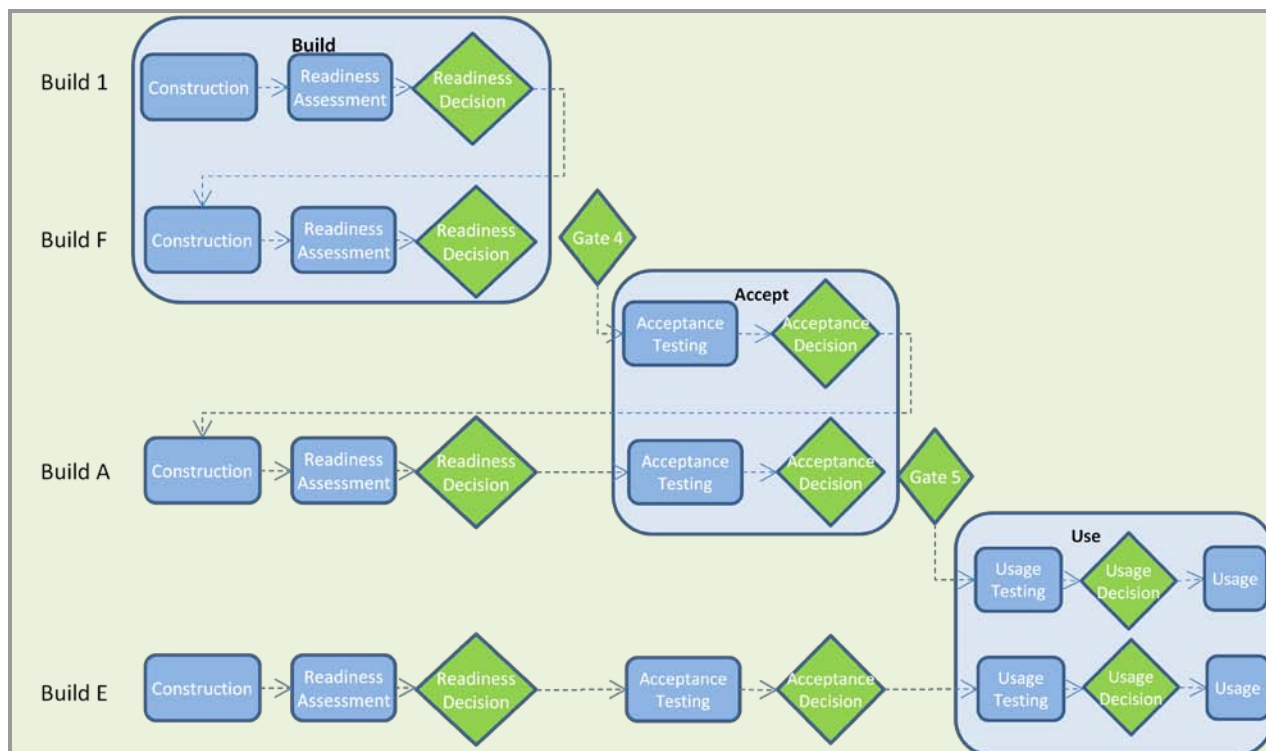 Build
Build 1
Construction
Readiness
Assessment
Readiness
Decision
Build F
Construction
Readiness
Assessment
Readiness
Decision
Gate 4
Accept
Acceptance
Testing
Acceptance
Decision
Build A
Construction
Readiness
Assessment
Readiness
Decision
Acceptance
Testing
Acceptance
Decision
Gate 5
Use
Usage
Testing
Usage
Decision
Usage
Build E
Construction
Readiness
Assessment
Readiness
Decision
Acceptance
Testing
Acceptance
Decision
Usage
Testing
Usage
Decision
Usage